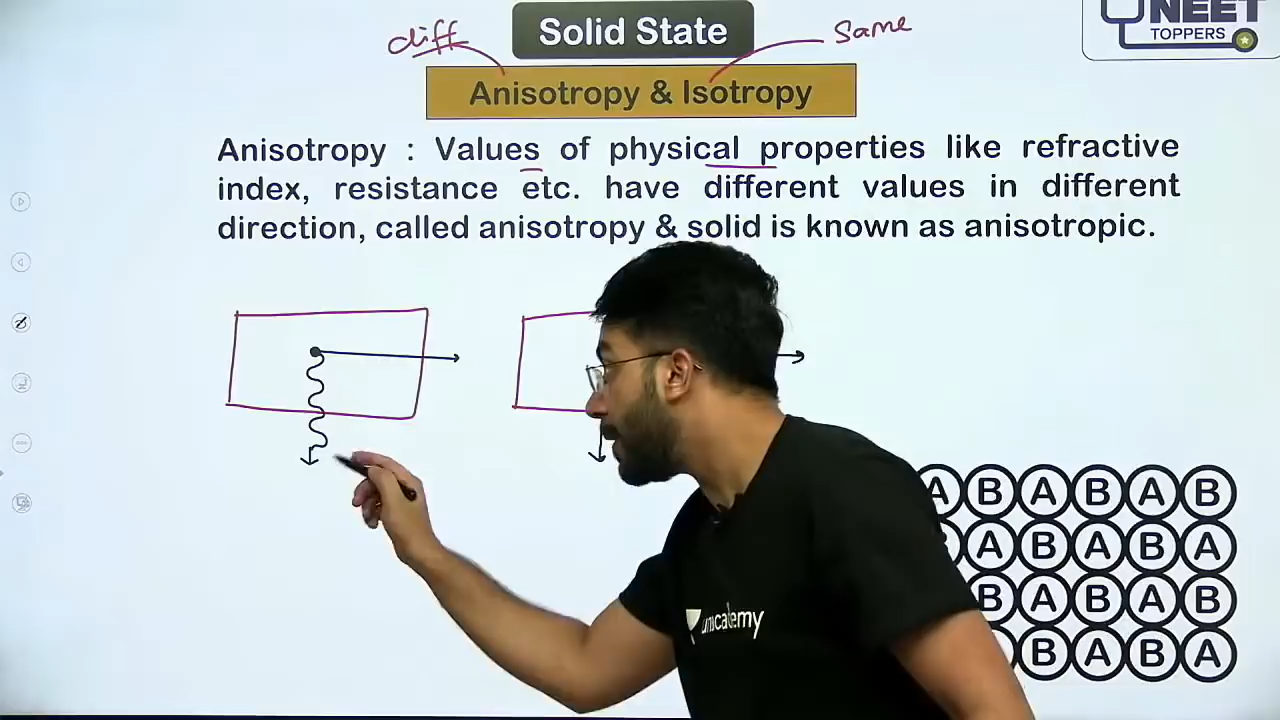 NEET
TOPPERS
Solid State
diff
Same
Anisotropy & Isotropy
Anisotropy : Values of physical properties like refractive
index, resistance etc. have different values in different
direction, called anisotropy & solid is known as anisotropic.
A B A B A B
A B A B A
B A B A B
B A B A
unacademy